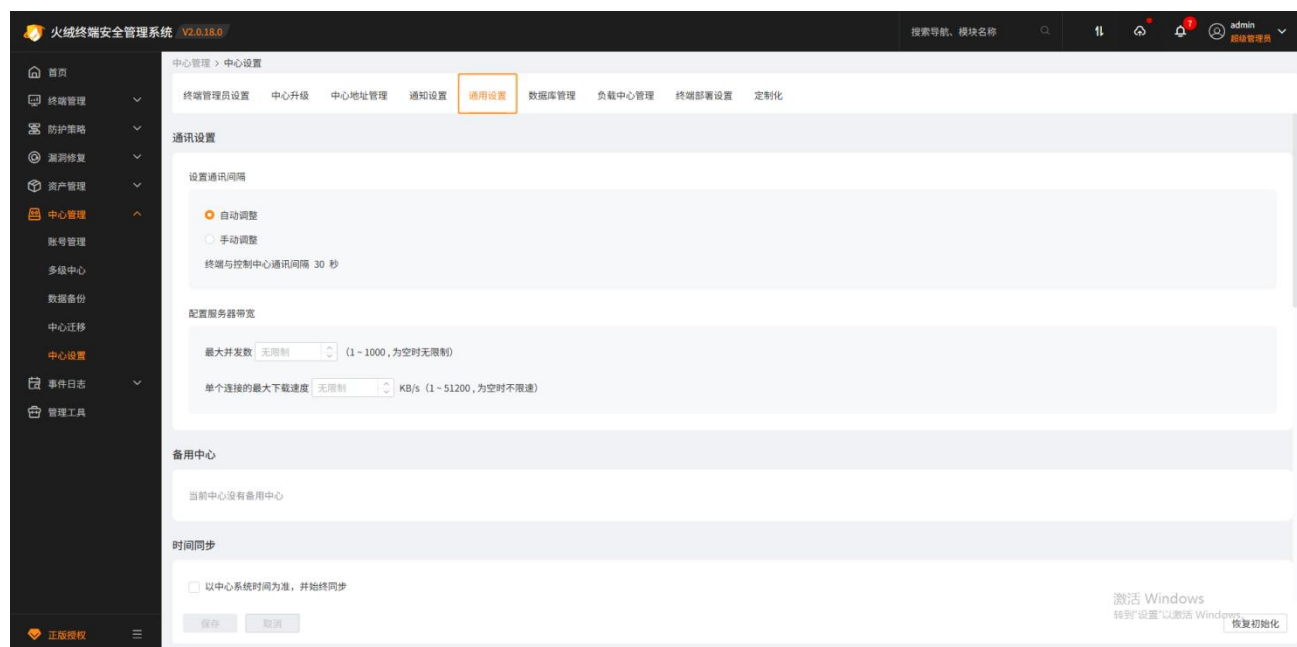 火绒终端安全管理系统 V2.0.18.0
搜索导航、模块名称
7
admin
超级管理员
首页
终端管理
防护策略
漏洞修复
资产管理
中心管理
账号管理
多级中心
数据备份
中心迁移
中心设置
事件日志
管理工具
正版授权
中心管理 > 中心设置
终端管理员设置 中心升级 中心地址管理 通知设置 通用设置 数据库管理 负载中心管理 终端部署设置 定制化
通讯设置
设置通讯间隔
自动调整
手动调整
终端与控制中心通讯间隔 30 秒
配置服务器带宽
最大并发数 无限制 (1 ~ 1000 , 为空时无限制)
单个连接的最大下载速度 无限制 KB/s (1 ~ 51200 , 为空时不限速)
备用中心
当前中心没有备用中心
时间同步
以中心系统时间为准，并始终同步
保存 取消
激活 Windows
转到"设置"以激活 Windows。
恢复初始化